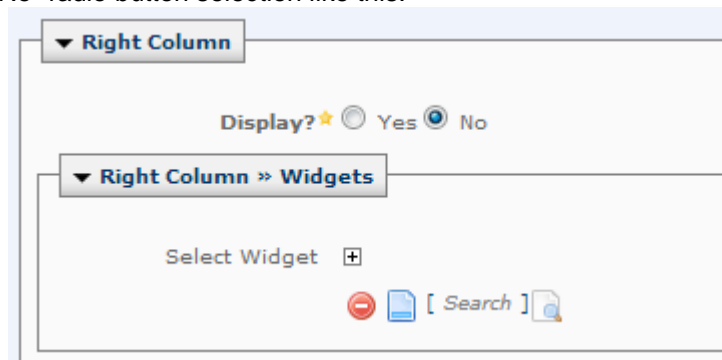 Right Column
Display? Yes No
Right Column » Widgets
Select Widget
[ Search ]